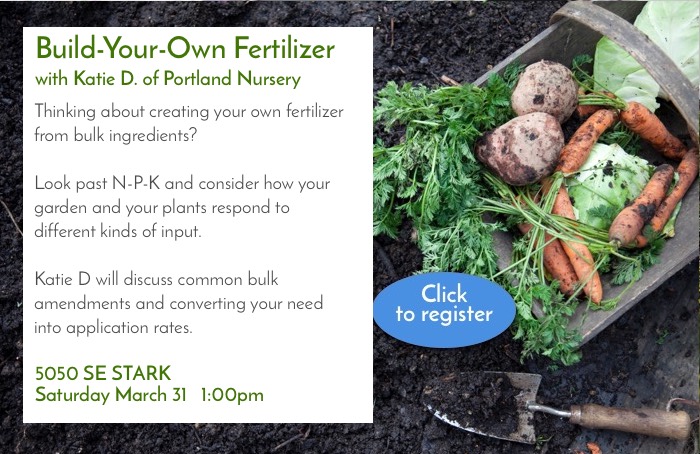 Build-Your-Own Fertilizer
with Katie D. of Portland Nursery
Thinking about creating your own fertilizer
from bulk ingredients?
Look past N-P-K and consider how your
garden and your plants respond to
different kinds of input.
Katie D will discuss common bulk
amendments and converting your need
into application rates.
5050 SE STARK
Saturday March 31 1:00pm
Click
to register